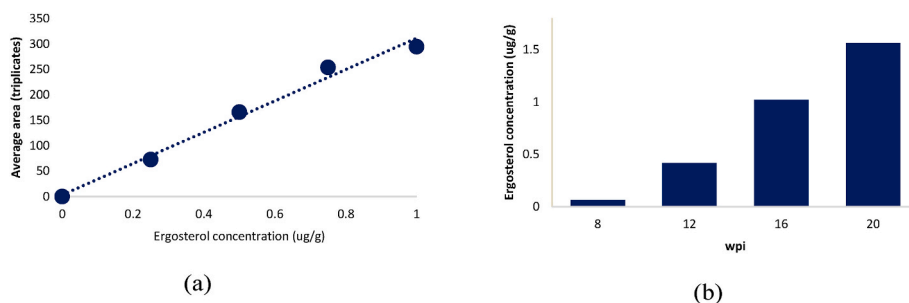 350
300
250
200
150
100
50
0
Average area (triplicates)
0 0.2 0.4 0.6 0.8 1
Ergosterol concentration (ug/g)
(a)
1.5
1
0.5
0
Ergosterol concentration (ug/g)
8 12 16 20
wpi
(b)